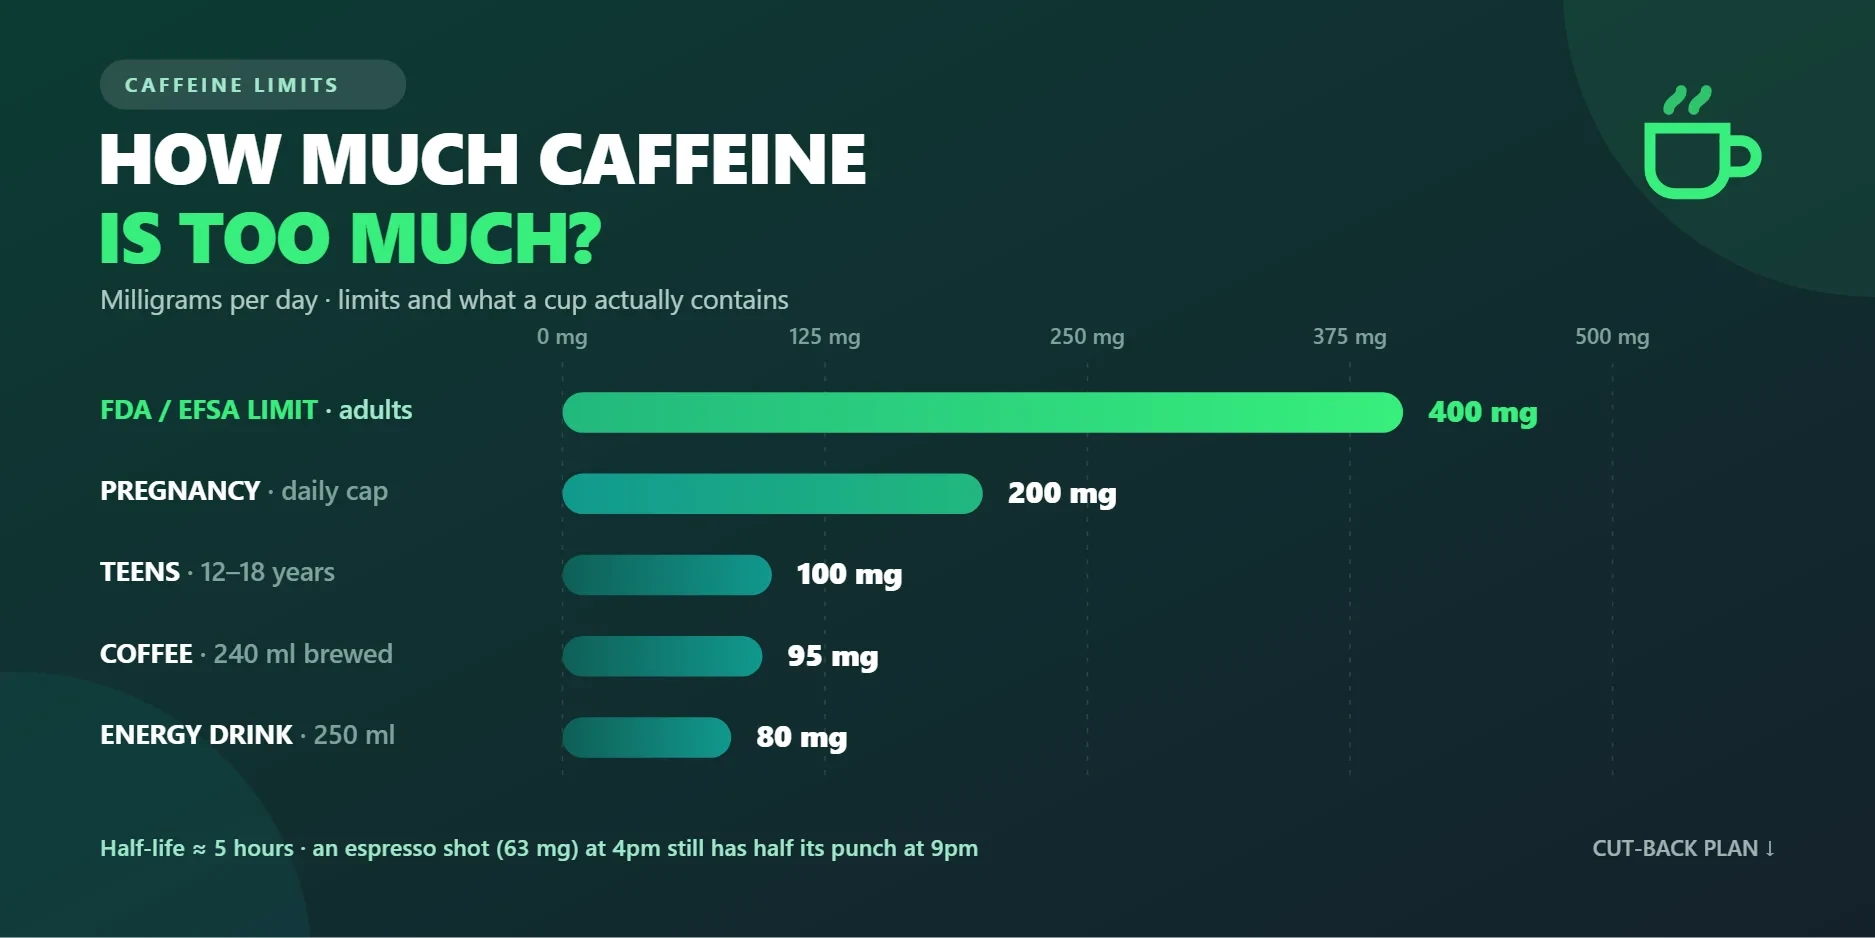 CAFFEINE LIMITS
HOW MUCH CAFFEINE
IS TOO MUCH?
Milligrams per day · limits and what a cup actually contains
0 mg 125 mg 250 mg 375 mg 500 mg
FDA / EFSA LIMIT · adults 400 mg
PREGNANCY · daily cap 200 mg
TEENS · 12–18 years 100 mg
COFFEE · 240 ml brewed 95 mg
ENERGY DRINK · 250 ml 80 mg
Half-life ≈ 5 hours · an espresso shot (63 mg) at 4pm still has half its punch at 9pm
CUT-BACK PLAN ↓